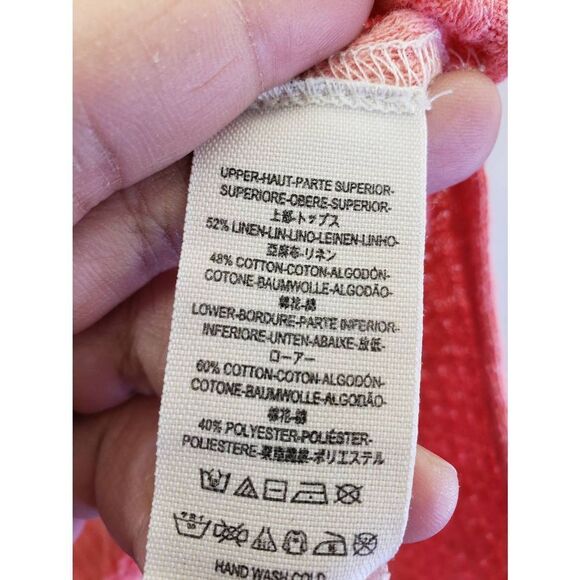 UPPER-HAUT-PARTE SUPERIOR-
SUPERIORE-OBERE-SUPERIOR-
上部-トップス
52% LINEN-LIN-LINO-LEINEN-LINHO-
亞麻布-リネン
48% COTTON-COTON-ALGODÓN-
COTONE-BAUMWOLLE-ALGODÃO-
棉花-綿
LOWER-BORDURE-PARTE INFERIOR-
INFERIORE-UNTEN-ABAIXE-放低-
ローアー
60% COTTON-COTON-ALGODÓN-
COTONE-BAUMWOLLE-ALGODÃO-
棉花-綿
40% POLYESTER-POLIÉSTER-
POLIESTERE-聚酯纖維-ポリエステル
HAND WASH COLD